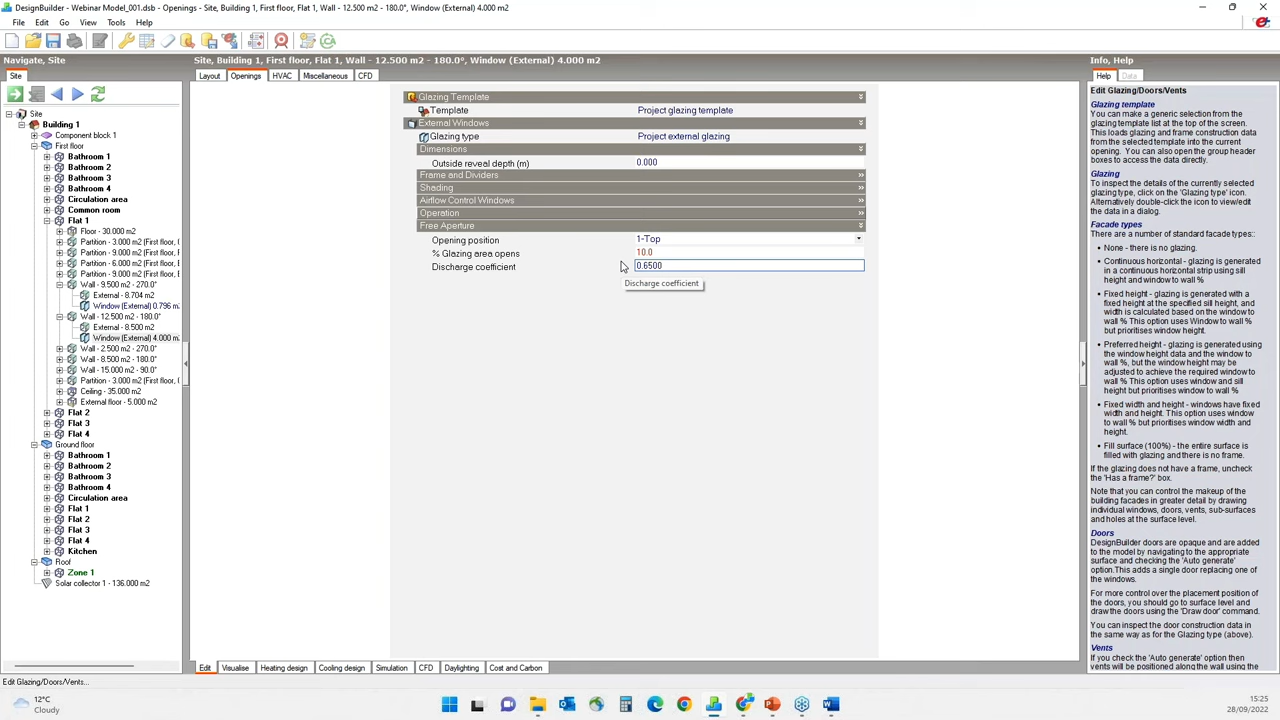 DesignBuilder - Webinar Model_001.dsb - Openings - Site, Building 1, First floor, Flat 1, Wall - 12.500 m2 - 180.0°, Window (External) 4.000 m2
File Edit Go View Tools Help
Navigate, Site
Site
Site
Building 1
Component block 1
First floor
Bathroom 1
Bathroom 2
Bathroom 3
Bathroom 4
Circulation area
Common room
Flat 1
Floor - 30.000 m2
Partition - 3.000 m2 (First floor,
Partition - 9.000 m2 (First floor,
Partition - 6.000 m2 (First floor,
Partition - 9.000 m2 (First floor,
Wall - 9.500 m2 - 270.0°
External - 8.704 m2
Window (External) 0.796 m
Wall - 12.500 m2 - 180.0°
External - 8.500 m2
Window (External) 4.000 m
Wall - 2.500 m2 - 270.0°
Wall - 8.500 m2 - 180.0°
Wall - 15.000 m2 - 90.0°
Partition - 3.000 m2 (First floor,
Ceiling - 35.000 m2
External floor - 5.000 m2
Flat 2
Flat 3
Flat 4
Ground floor
Bathroom 1
Bathroom 2
Bathroom 3
Bathroom 4
Circulation area
Flat 1
Flat 2
Flat 3
Flat 4
Kitchen
Roof
Zone 1
Solar collector 1 - 136.000 m2
Site, Building 1, First floor, Flat 1, Wall - 12.500 m2 - 180.0°, Window (External) 4.000 m2
Layout Openings HVAC Miscellaneous CFD
Glazing Template
Template Project glazing template
External Windows
Glazing type Project external glazing
Dimensions
Outside reveal depth (m) 0.000
Frame and Dividers
Shading
Airflow Control Windows
Operation
Free Aperture
Opening position 1-Top
% Glazing area opens 10.0
Discharge coefficient 0.6500
Discharge coefficient
Edit Visualise Heating design Cooling design Simulation CFD Daylighting Cost and Carbon
Info, Help
Help Data
Edit Glazing/Doors/Vents
Glazing template
You can make a generic selection from the
glazing template list at the top of the screen.
This loads glazing and frame construction data
from the selected template into the current
opening. You can also open the group header
boxes to access the data directly.
Glazing
To inspect the details of the currently selected
glazing type, click on the 'Glazing type' icon.
Alternatively double-click the icon to view/edit
the data in a dialog.
Facade types
There are a number of standard facade types::
• None - there is no glazing.
• Continuous horizontal - glazing is generated
in a continuous horizontal strip using sill
height and window to wall %
• Fixed height - glazing is generated with a
fixed height at the specified sill height, and
width is calculated based on the window to
wall % This option uses Window to wall %
but prioritises window height.
• Preferred height - glazing is generated using
the window height data and the window to
wall %, but the window height may be
adjusted to achieve the required window to
wall % This option uses window and sill
height but prioritises window to wall %
• Fixed width and height - windows have fixed
width and height. This option uses window
to wall % but prioritises window width and
height.
• Fill surface (100%) - the entire surface is
filled with glazing and there is no frame.
If the glazing does not have a frame, uncheck
the 'Has a frame?' box.
Note that you can control the makeup of the
building facades in greater detail by drawing
individual windows, doors, vents, sub-surfaces
and holes at the surface level.
Doors
DesignBuilder doors are opaque and are added
to the model by navigating to the appropriate
surface and checking the 'Auto generate'
option.This adds a single door replacing one of
the windows.
For more control over the placement position of
the doors, you should go to surface level and
draw the doors using the 'Draw door' command.
You can inspect the door construction data in
the same way as for the Glazing type (above).
Vents
If you check the 'Auto generate' option then
vents will be positioned along the wall using the
Edit Glazing/Doors/Vents...
12°C
Cloudy
15:25
28/09/2022